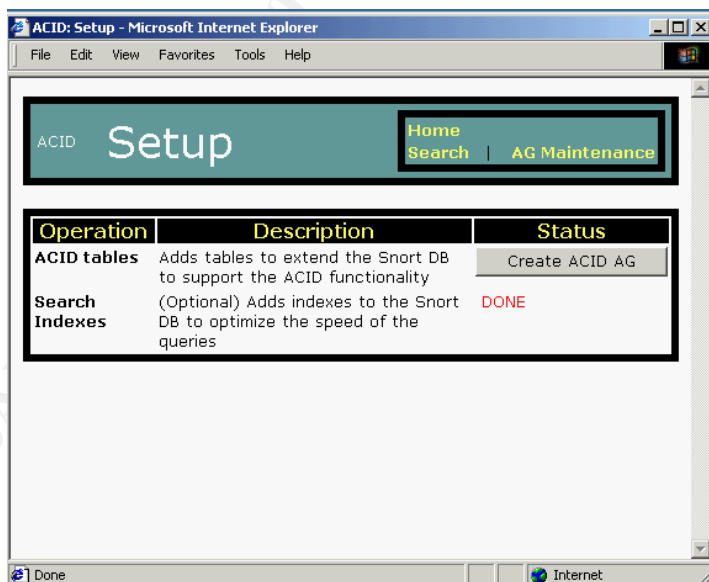 ACID: Setup - Microsoft Internet Explorer
File Edit View Favorites Tools Help
ACID Setup
Home
Search | AG Maintenance
Operation Description Status
ACID tables Adds tables to extend the Snort DB to support the ACID functionality Create ACID AG
Search Indexes (Optional) Adds indexes to the Snort DB to optimize the speed of the queries DONE
Done Internet